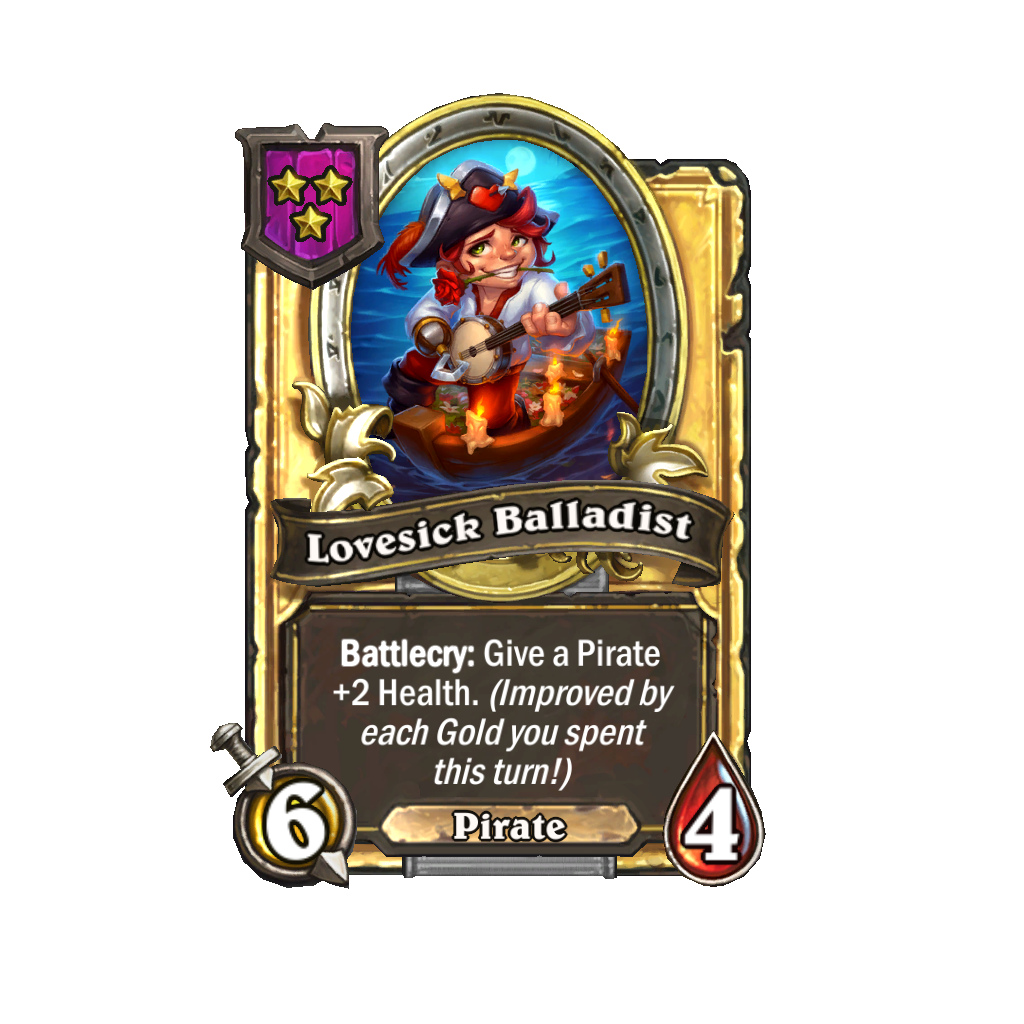 Lovesick Balladist
Battlecry: Give a Pirate
+2 Health. (Improved by
each Gold you spent
this turn!)
6
Pirate
4